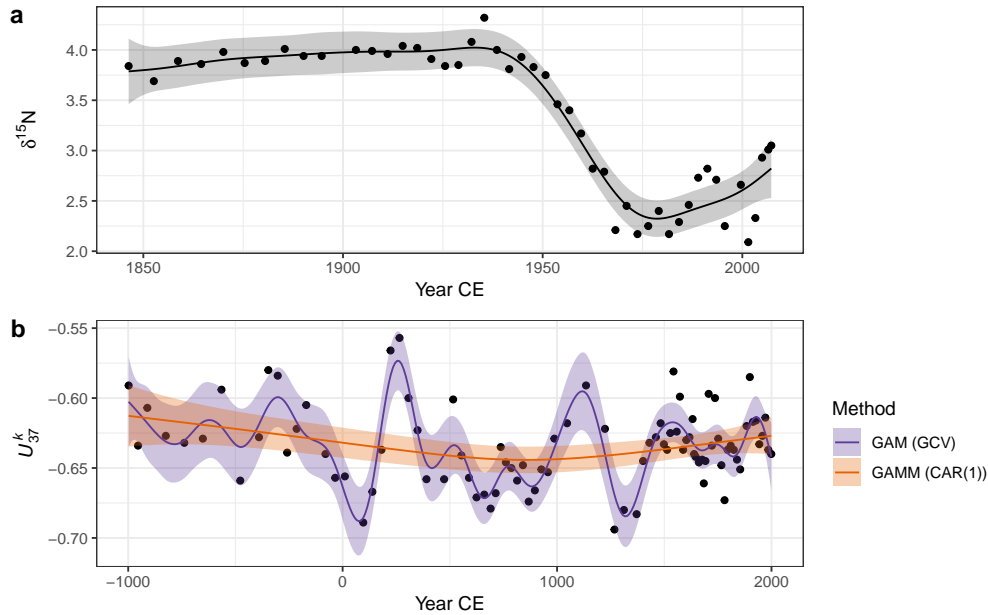 a
4.0
3.5
3.0
2.5
2.0
δ¹⁵N
1850 1900 1950 2000
Year CE
b
−0.55
−0.60
−0.65
−0.70
U₃₇ᵏ
−1000 0 1000 2000
Year CE
Method
GAM (GCV)
GAMM (CAR(1))